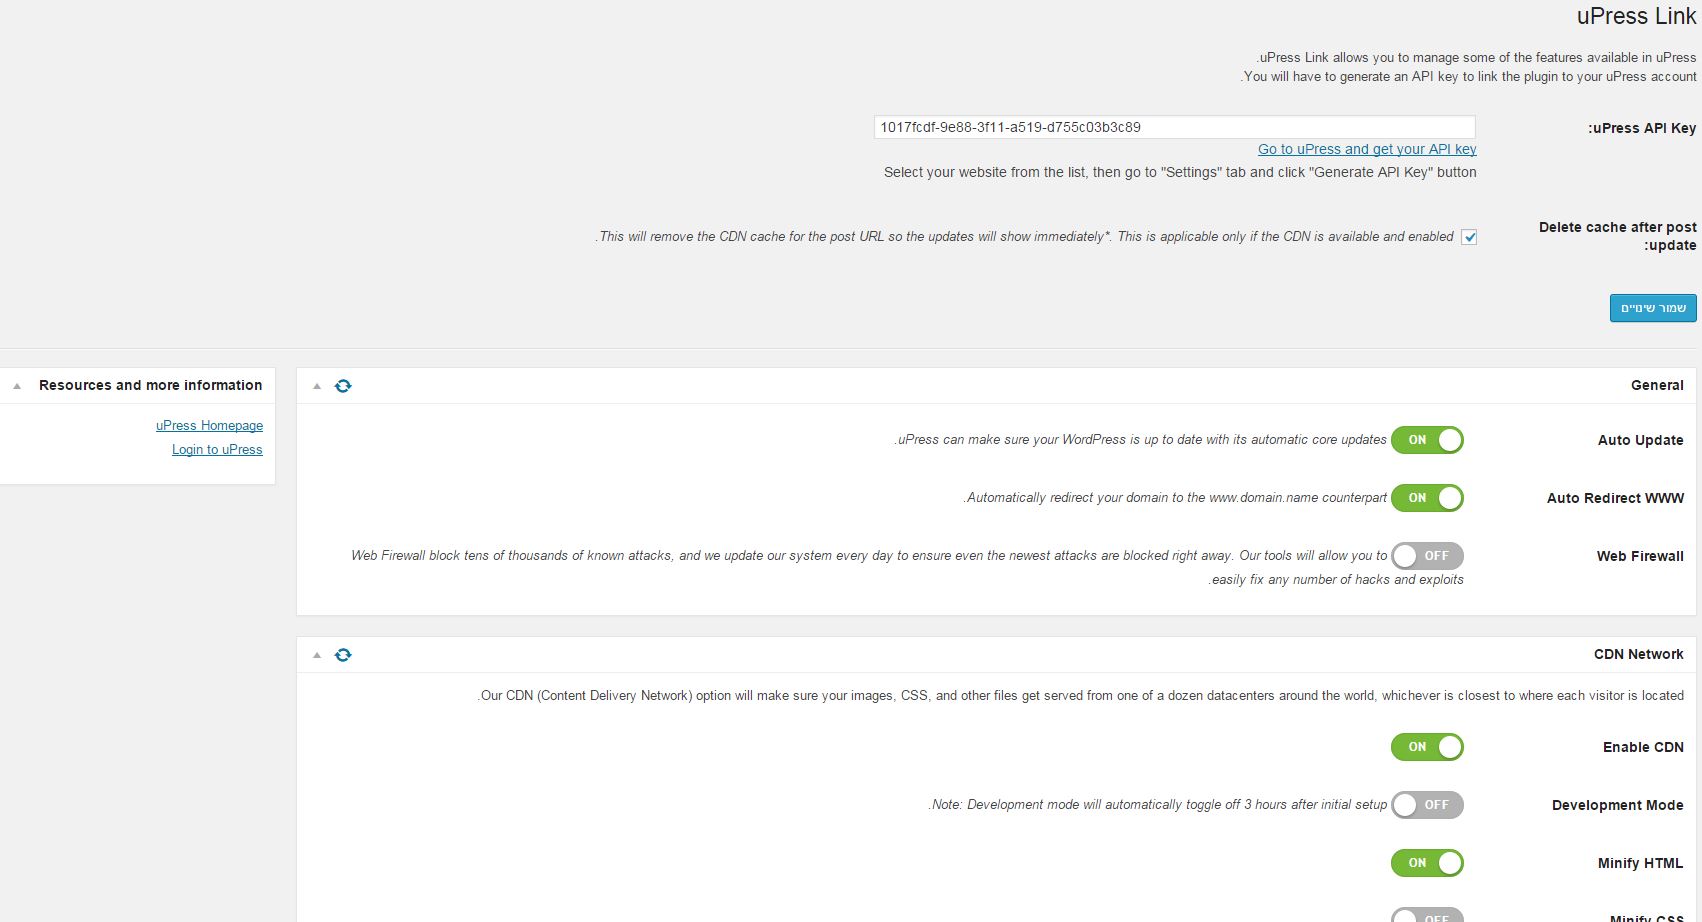 uPress Link
.uPress Link allows you to manage some of the features available in uPress
.You will have to generate an API key to link the plugin to your uPress account
:uPress API Key
1017fcdf-9e88-3f11-a519-d755c03b3c89
Go to uPress and get your API key
Select your website from the list, then go to "Settings" tab and click "Generate API Key" button
Delete cache after post
:update
.This will remove the CDN cache for the post URL so the updates will show immediately*. This is applicable only if the CDN is available and enabled
שמור שינויים
General
Auto Update
ON
.uPress can make sure your WordPress is up to date with its automatic core updates
Auto Redirect WWW
ON
.Automatically redirect your domain to the www.domain.name counterpart
Web Firewall
OFF
Web Firewall block tens of thousands of known attacks, and we update our system every day to ensure even the newest attacks are blocked right away. Our tools will allow you to
.easily fix any number of hacks and exploits
Resources and more information
uPress Homepage
Login to uPress
CDN Network
.Our CDN (Content Delivery Network) option will make sure your images, CSS, and other files get served from one of a dozen datacenters around the world, whichever is closest to where each visitor is located
Enable CDN
ON
Development Mode
OFF
.Note: Development mode will automatically toggle off 3 hours after initial setup
Minify HTML
ON
Minify CSS
OFF